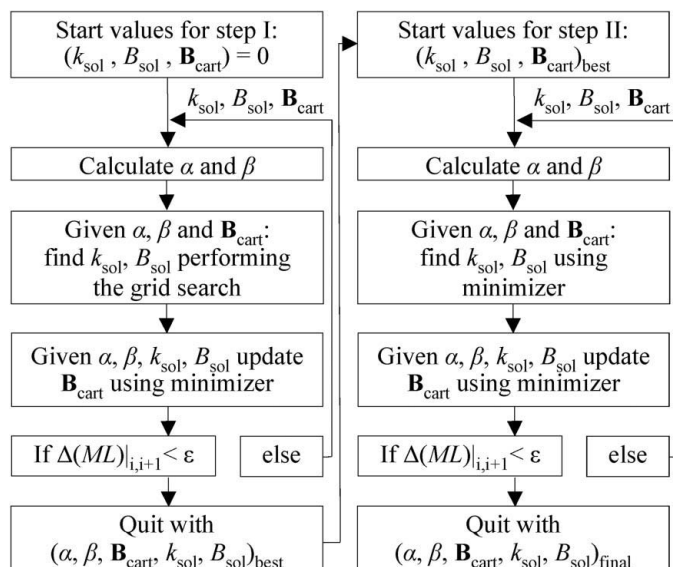 Start values for step I:
(k_sol , B_sol , B_cart) = 0
k_sol, B_sol, B_cart
Calculate α and β
Given α, β and B_cart:
find k_sol, B_sol performing
the grid search
Given α, β, k_sol, B_sol update
B_cart using minimizer
If Δ(ML)|_i,i+1 < ε
else
Quit with
(α, β, B_cart, k_sol, B_sol)_best
Start values for step II:
(k_sol , B_sol , B_cart)_best
k_sol, B_sol, B_cart
Calculate α and β
Given α, β and B_cart:
find k_sol, B_sol using
minimizer
Given α, β, k_sol, B_sol update
B_cart using minimizer
If Δ(ML)|_i,i+1 < ε
else
Quit with
(α, β, B_cart, k_sol, B_sol)_final